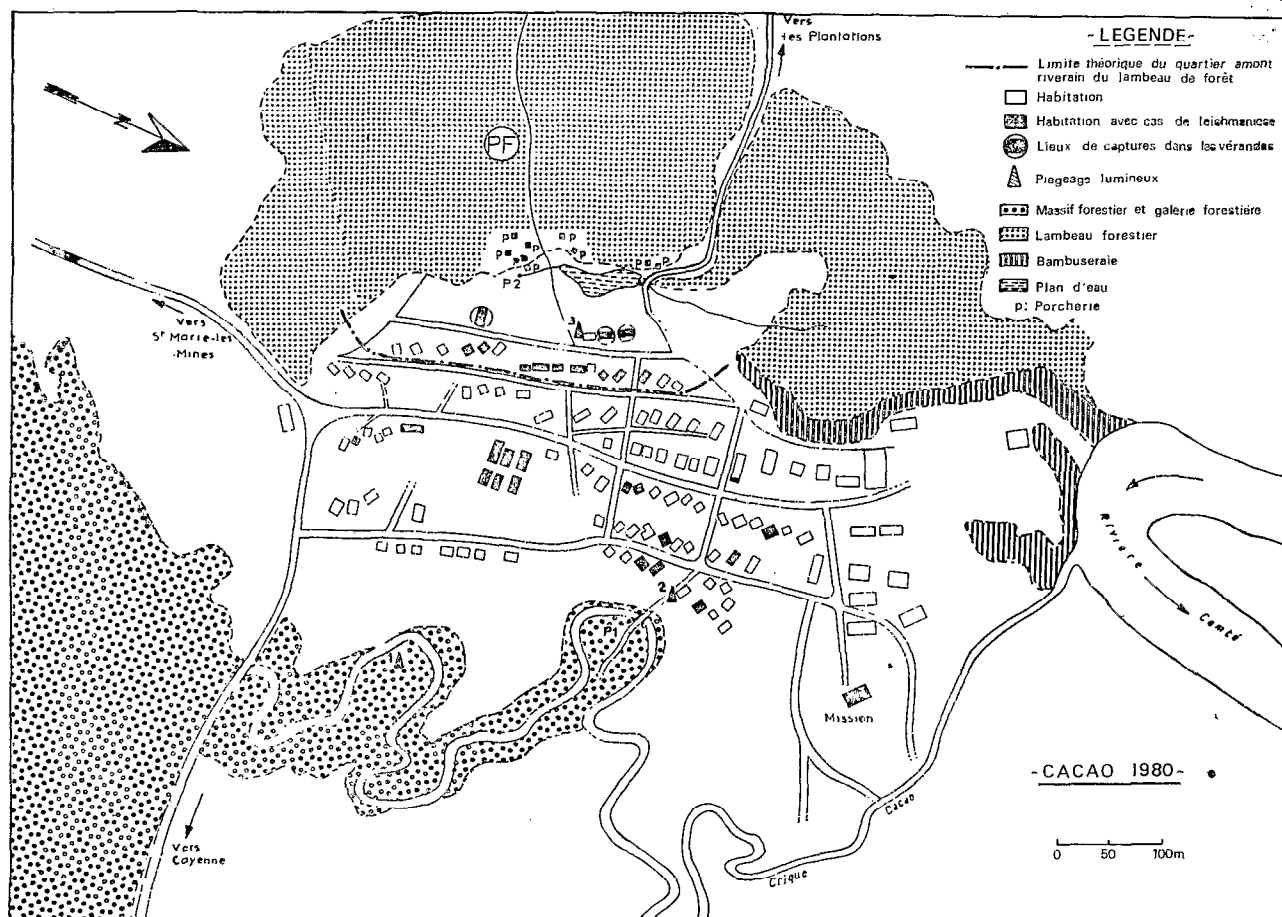 Vers
les Plantations
-LEGENDE-
Limite théorique du quartier amont
riverain du lambeau de forêt
Habitation
Habitation avec cas de leishmaniose
Lieux de captures dans les vérandas
Piegeage lumineux
Massif forestier et galerie forestière
Lambeau forestier
Bambuseraie
Plan d'eau
p: Porcherie
N
PF
P
P
P
P
P
P
P
P
P2
Vers
St Marie-les
-Mines
3
2
P1
Rivière
Comté
Mission
-CACAO 1980-
Cacao
Crique
Vers
Cayenne
0 50 100m